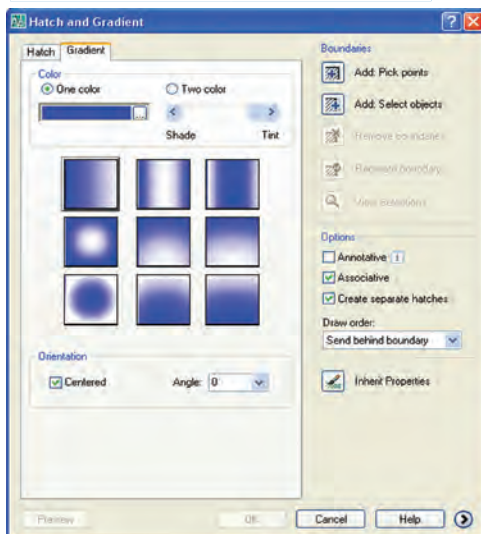 Hatch and Gradient
Hatch Gradient
Color
One color Two color
Shade Tint
Orientation
Centered Angle: 0
Boundaries
Add: Pick points
Add: Select objects
Remove boundaries
Recreate boundary
View selections
Options
Annotative
Associative
Create separate hatches
Draw order:
Send behind boundary
Inherit Properties
Preview OK Cancel Help